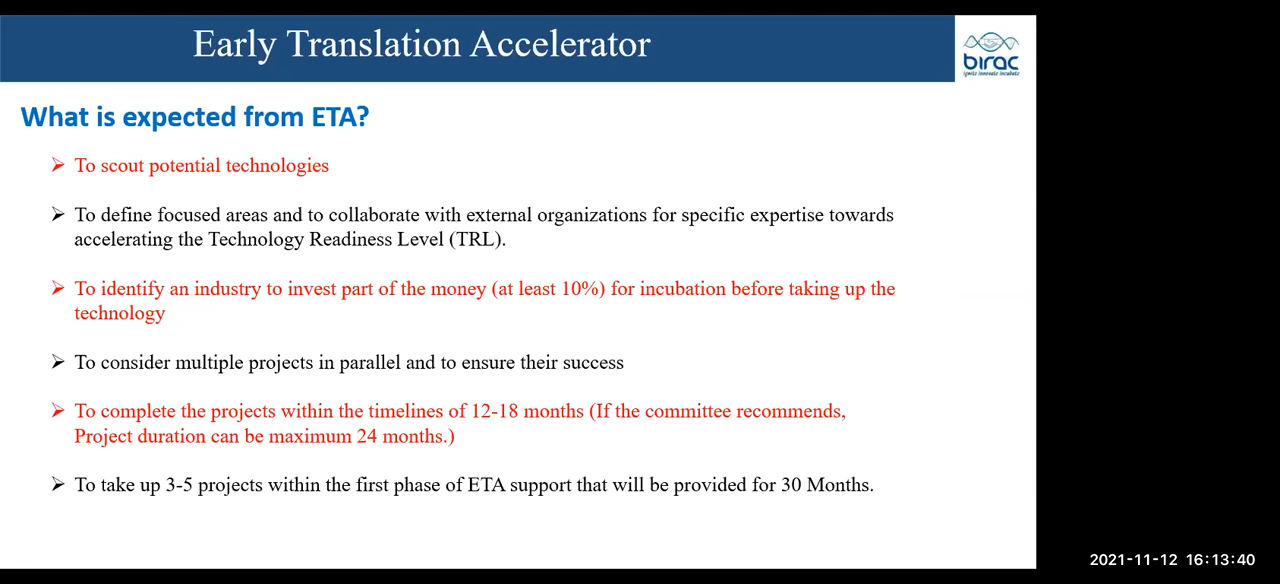 Early Translation Accelerator
birac
ignite innovate incubate
What is expected from ETA?
➢ To scout potential technologies
➢ To define focused areas and to collaborate with external organizations for specific expertise towards
accelerating the Technology Readiness Level (TRL).
➢ To identify an industry to invest part of the money (at least 10%) for incubation before taking up the
technology
➢ To consider multiple projects in parallel and to ensure their success
➢ To complete the projects within the timelines of 12-18 months (If the committee recommends,
Project duration can be maximum 24 months.)
➢ To take up 3-5 projects within the first phase of ETA support that will be provided for 30 Months.
2021-11-12 16:13:40